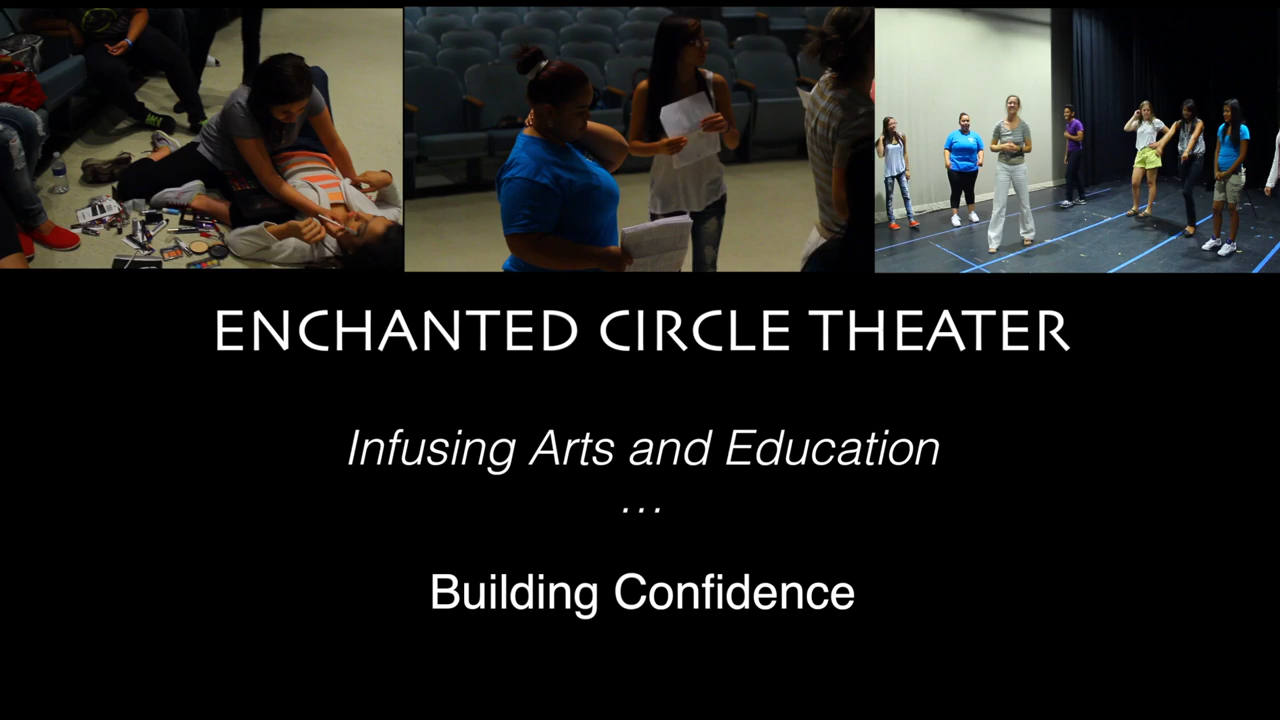 ENCHANTED CIRCLE THEATER
Infusing Arts and Education
...
Building Confidence